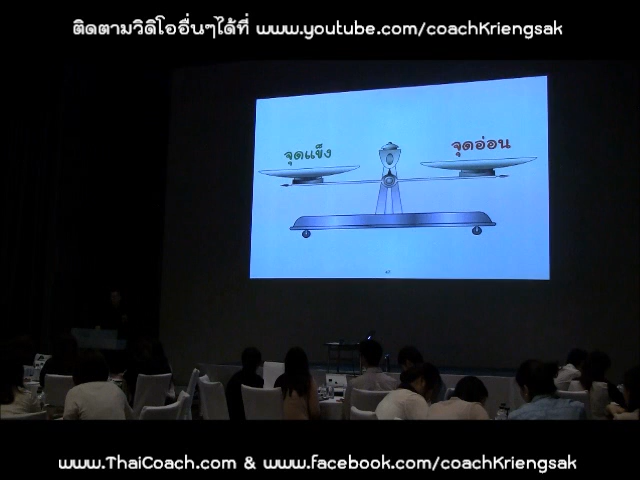 ติดตามวิดิโออื่นๆได้ที่ www.youtube.com/coachKriengsak
จุดแข็ง
จุดอ่อน
www.ThaiCoach.com & www.facebook.com/coachKriengsak